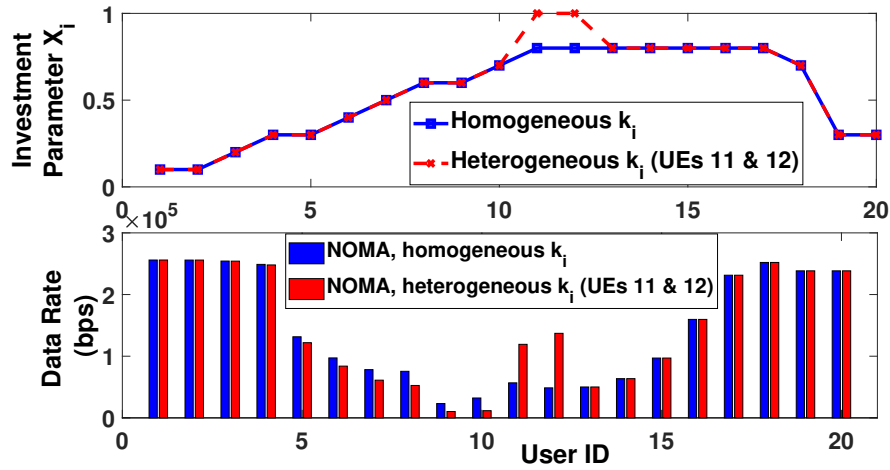 1
0.5
0
Investment
Parameter X_i
Homogeneous k_i
Heterogeneous k_i (UEs 11 & 12)
0 5 10 15 20
×10^5
3
2
1
0
Data Rate
(bps)
NOMA, homogeneous k_i
NOMA, heterogeneous k_i (UEs 11 & 12)
0 5 10 15 20
User ID